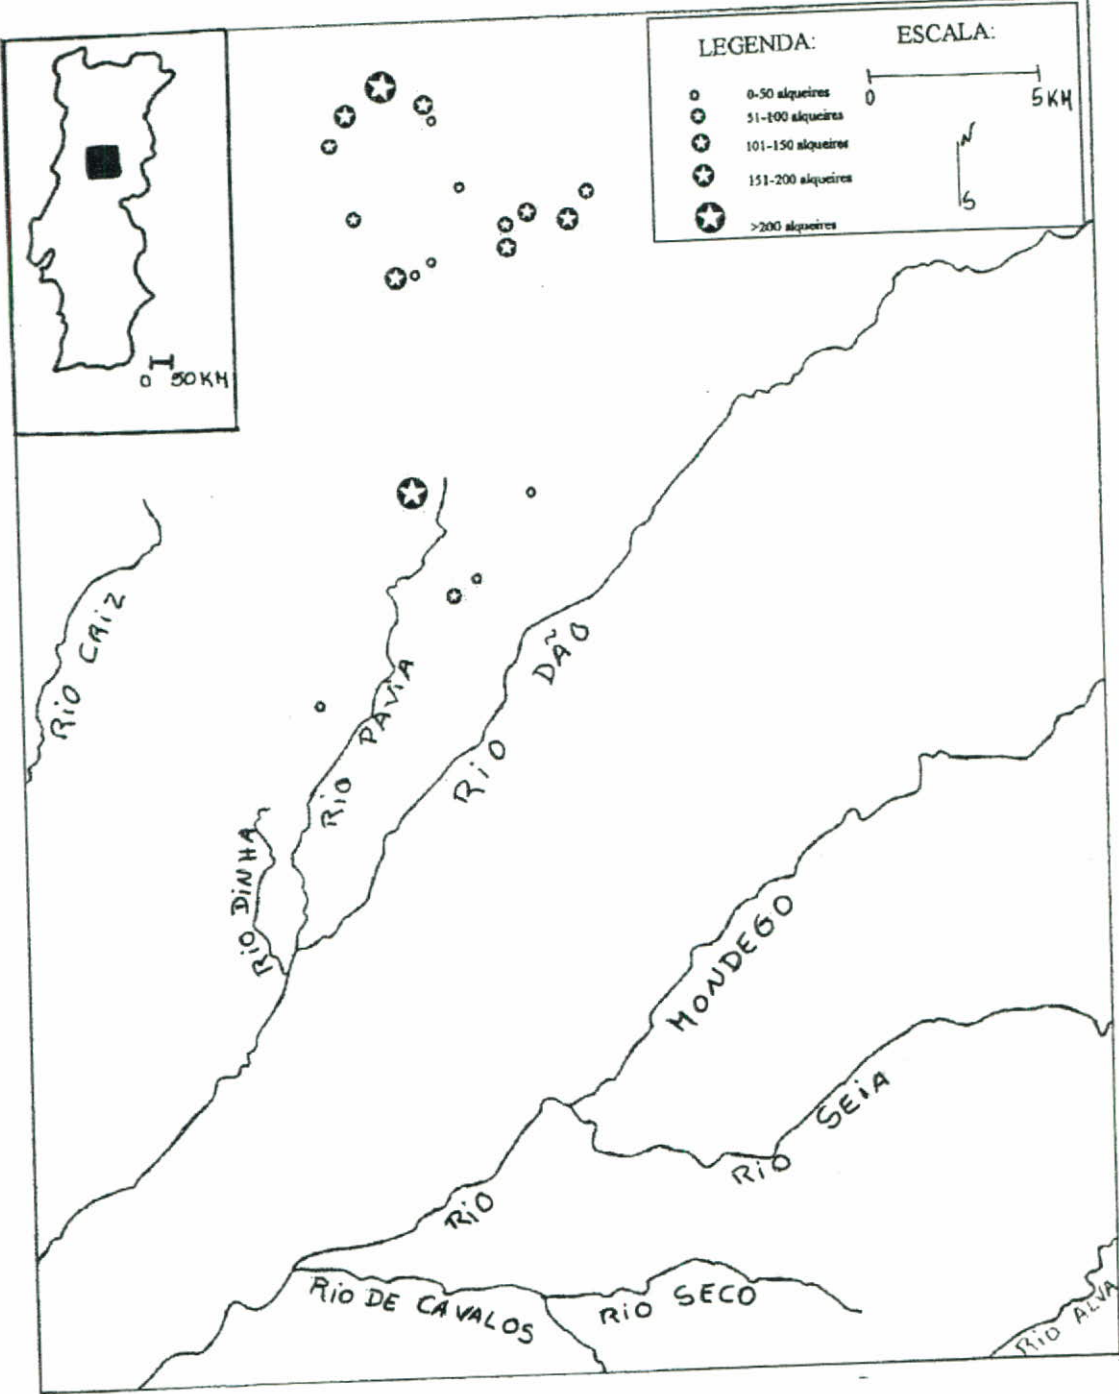 LEGENDA:
0-50 alqueires
51-100 alqueires
101-150 alqueires
151-200 alqueires
>200 alqueires
ESCALA:
0 5KM
N
S
0 50KM
RIO CRIZ
RIO PAVIA
RIO DÃO
RIO DINHA
RIO MONDEGO
RIO SEIA
RIO DE CAVALOS
RIO SECO
RIO ALVA